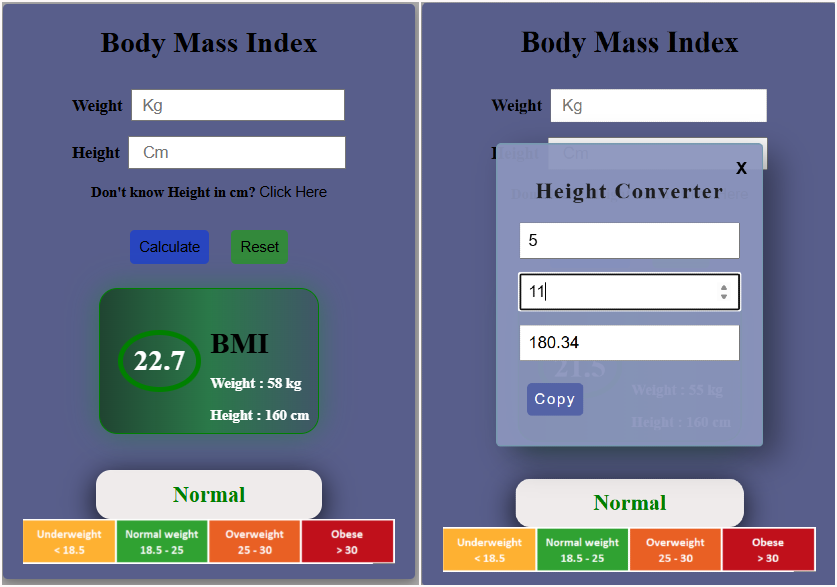 Body Mass Index
Weight Kg
Height Cm
Don't know Height in cm? Click Here
Calculate Reset
22.7
BMI
Weight : 58 kg
Height : 160 cm
Normal
Underweight
< 18.5
Normal weight
18.5 - 25
Overweight
25 - 30
Obese
> 30
Body Mass Index
Weight Kg
Height Cm
X
Height Converter
5
11
180.34
21.5
Weight : 55 kg
Copy
Height : 160 cm
Normal
Underweight
< 18.5
Normal weight
18.5 - 25
Overweight
25 - 30
Obese
> 30